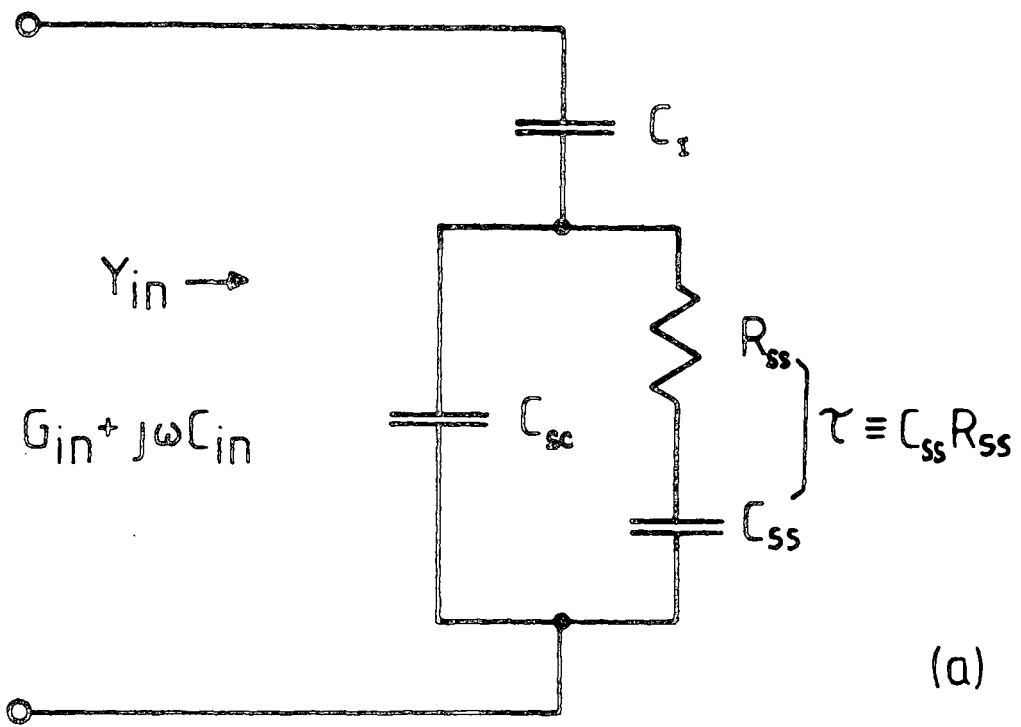 C_I
Y_in →
R_ss
G_in + jωC_in
C_sc
τ ≡ C_ss R_ss
C_ss
(a)